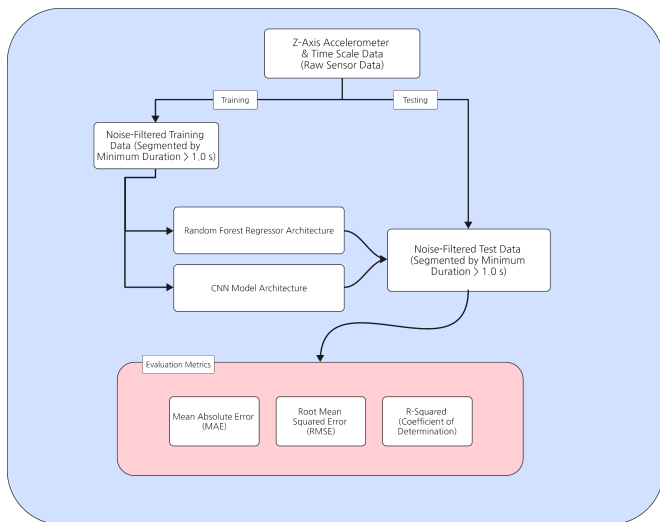 Z-Axis Accelerometer
& Time Scale Data
(Raw Sensor Data)
Training
Testing
Noise-Filtered Training
Data (Segmented by
Minimum Duration > 1.0 s)
Random Forest Regressor Architecture
CNN Model Architecture
Noise-Filtered Test Data
(Segmented by Minimum
Duration > 1.0 s)
Evaluation Metrics
Mean Absolute Error
(MAE)
Root Mean
Squared Error
(RMSE)
R-Squared
(Coefficient of
Determination)